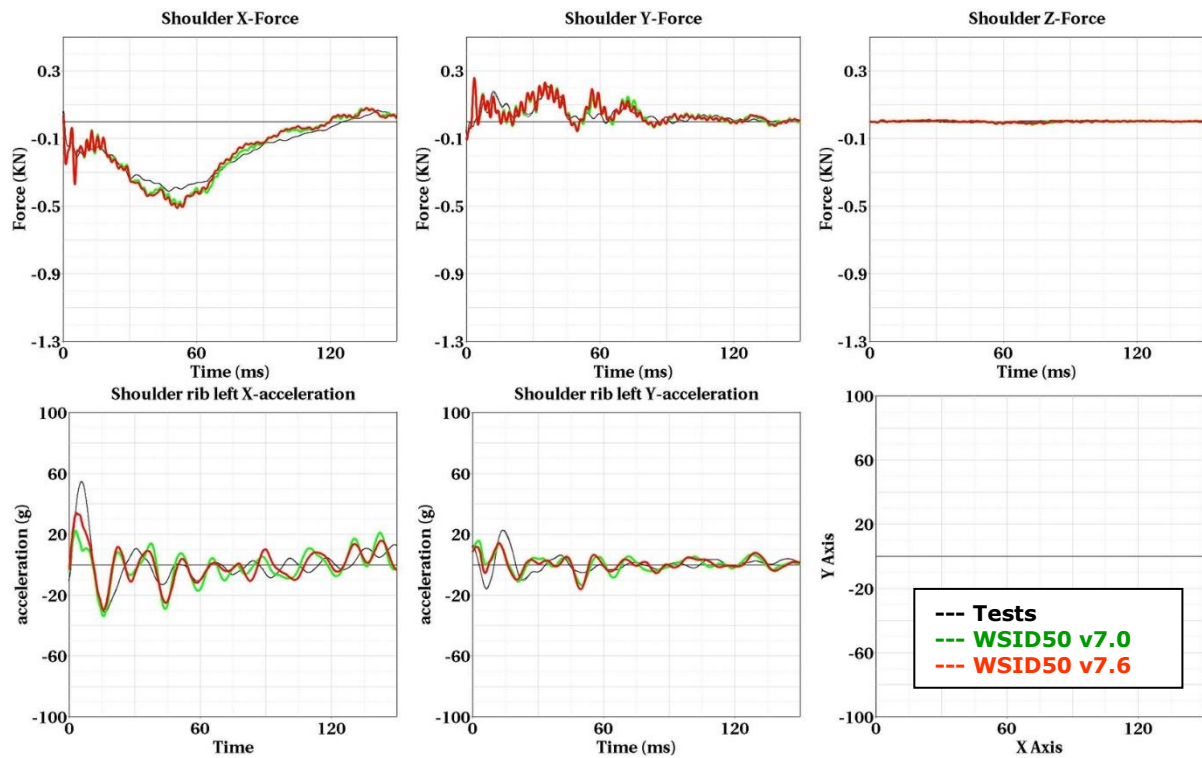 Shoulder X-Force
Shoulder Y-Force
Shoulder Z-Force
Force (KN)
0.3
-0.1
-0.5
-0.9
-1.3
0
60
120
Time (ms)
Force (KN)
0.3
-0.1
-0.5
-0.9
-1.3
0
60
120
Time (ms)
Force (KN)
0.3
-0.1
-0.5
-0.9
-1.3
0
60
120
Time (ms)
Shoulder rib left X-acceleration
Shoulder rib left Y-acceleration
acceleration (g)
100
60
20
-20
-60
-100
0
60
120
Time
acceleration (g)
100
60
20
-20
-60
-100
0
60
120
Time (ms)
Y Axis
100
60
20
-20
-60
-100
0
60
120
X Axis
--- Tests
--- WSID50 v7.0
--- WSID50 v7.6